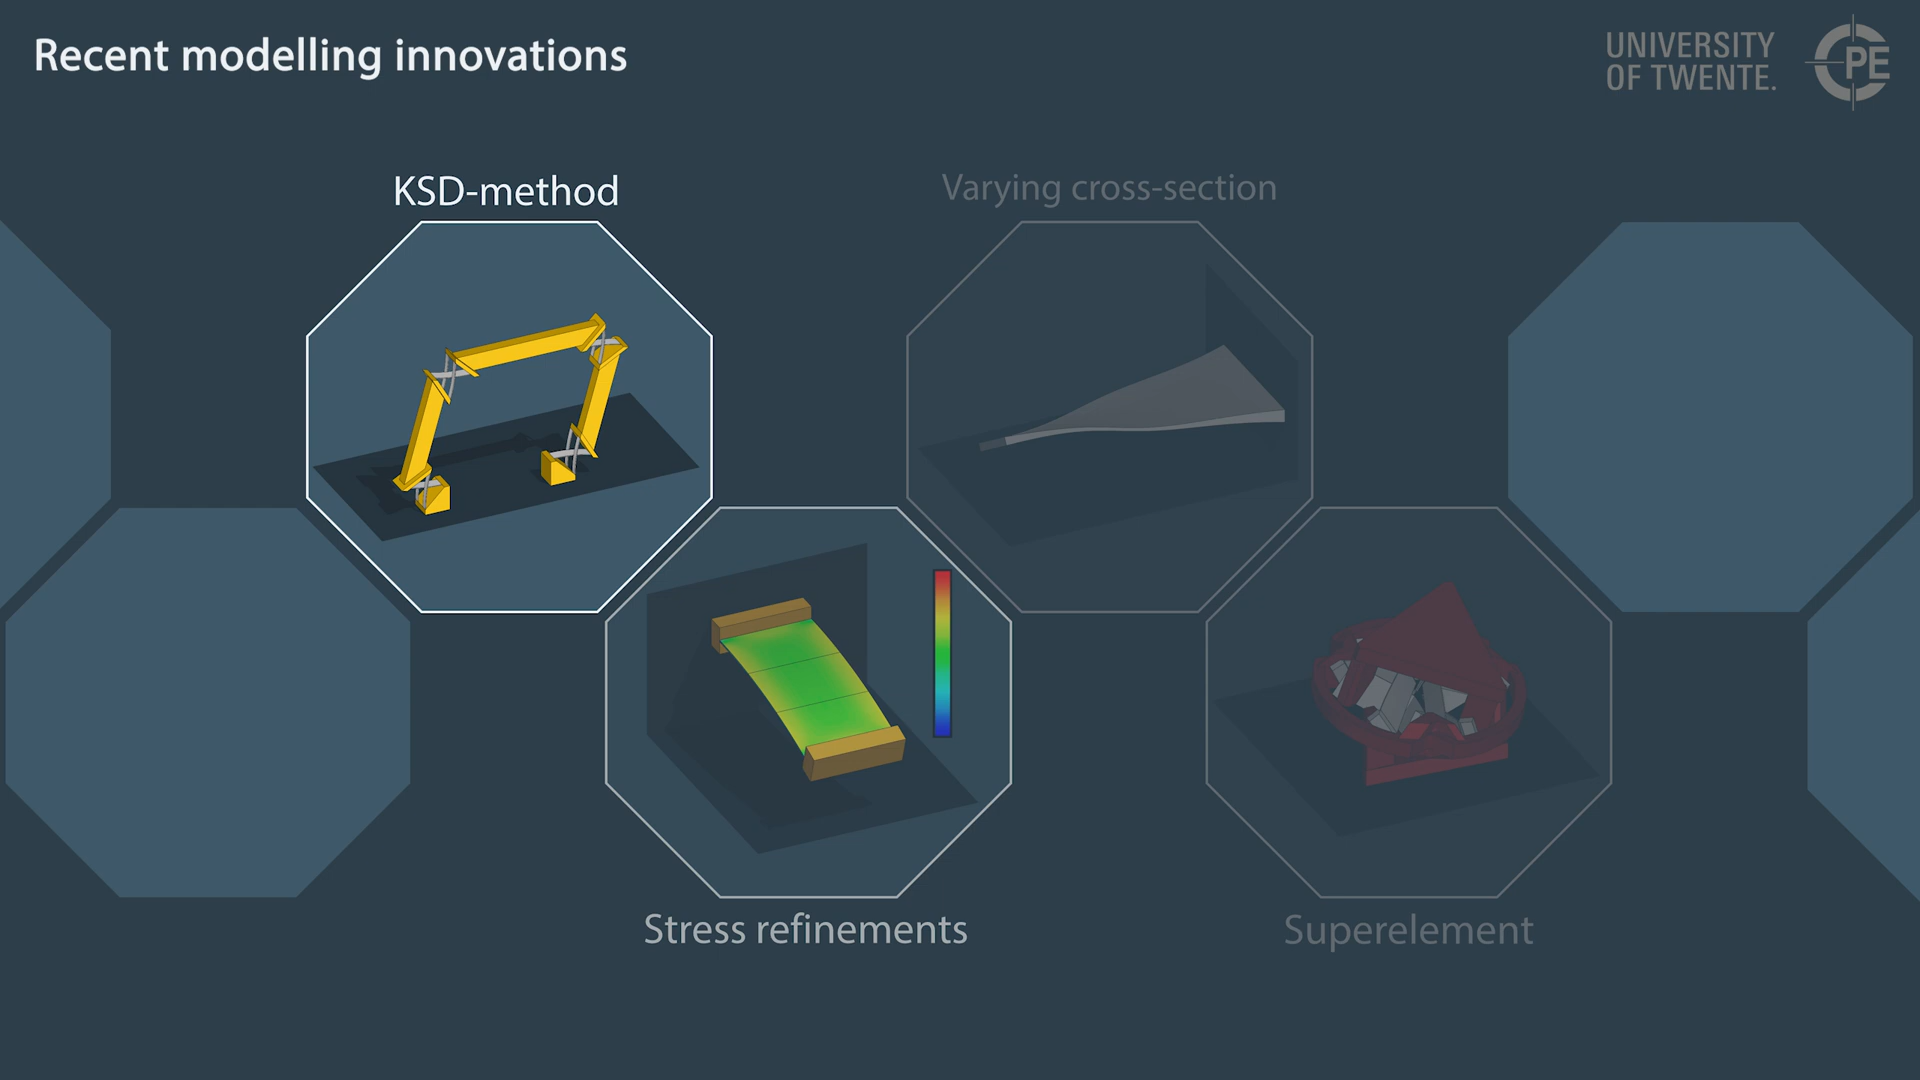 Recent modelling innovations
UNIVERSITY
OF TWENTE.
PE
KSD-method
Varying cross-section
Stress refinements
Superelement